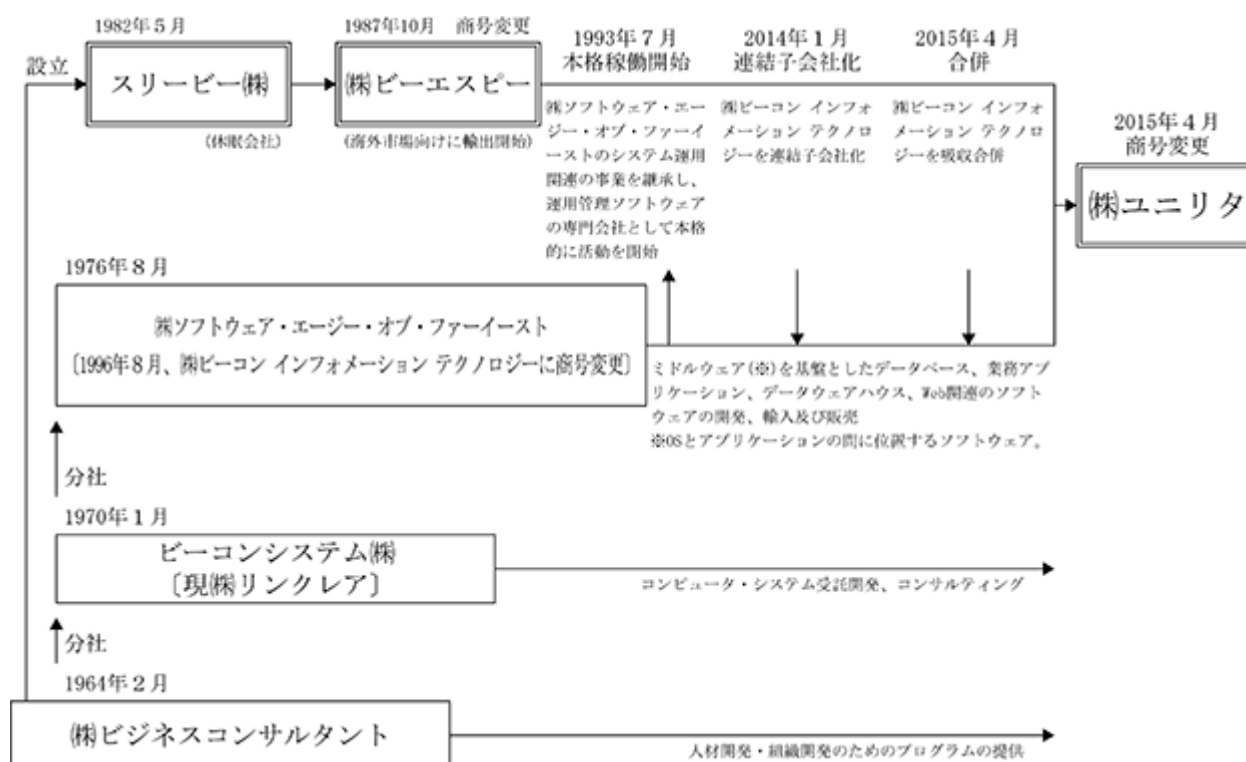 1982年5月
設立
スリービー㈱
(休眠会社)
1987年10月　商号変更
㈱ビーエスピー
(海外市場向けに輸出開始)
1993年７月
本格稼働開始
㈱ソフトウェア・エー
ジー・オブ・ファーイ
ーストのシステム運用
関連の事業を継承し、
運用管理ソフトウェア
の専門会社として本格
的に活動を開始
2014年１月
連結子会社化
㈱ビーコン インフォ
メーション テクノロ
ジーを連結子会社化
2015年４月
合併
㈱ビーコン インフォ
メーション テクノロ
ジーを吸収合併
2015年４月
商号変更
㈱ユニリタ
1976年８月
㈱ソフトウェア・エージー・オブ・ファーイースト
〔1996年８月、㈱ビーコン インフォメーション テクノロジーに商号変更〕
ミドルウェア(※)を基盤としたデータベース、業務アプ
リケーション、データウェアハウス、Web関連のソフト
ウェアの開発、輸入及び販売
※OSとアプリケーションの間に位置するソフトウェア。
分社
1970年１月
ビーコンシステム㈱
〔現㈱リンクレア〕
コンピュータ・システム受託開発、コンサルティング
分社
1964年２月
㈱ビジネスコンサルタント
人材開発・組織開発のためのプログラムの提供